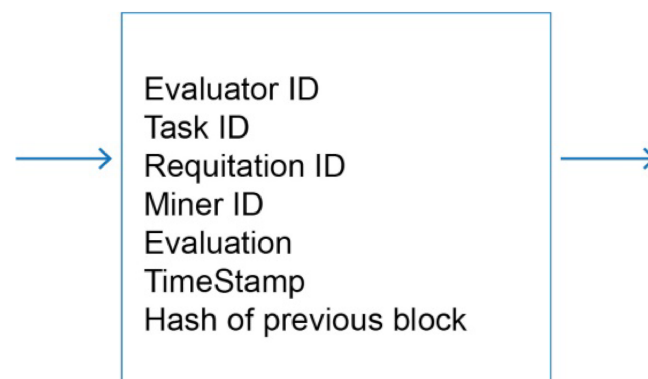 Evaluator ID
Task ID
Requitation ID
Miner ID
Evaluation
TimeStamp
Hash of previous block